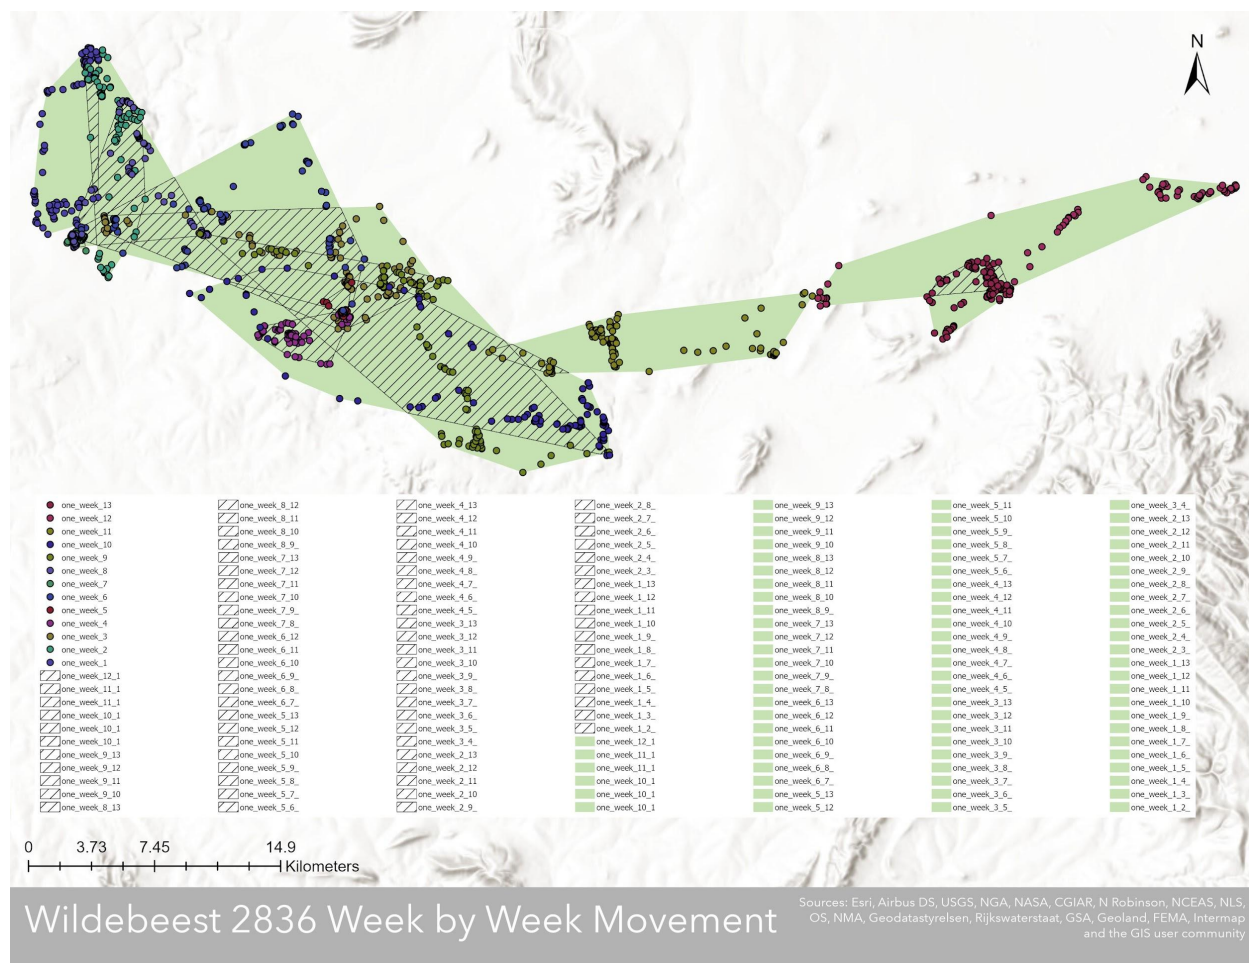 N
one_week_13
one_week_12
one_week_11
one_week_10
one_week_9
one_week_8
one_week_7
one_week_6
one_week_5
one_week_4
one_week_3
one_week_2
one_week_1
one_week_12_1
one_week_11_1
one_week_11_1
one_week_10_1
one_week_10_1
one_week_10_1
one_week_9_13
one_week_9_12
one_week_9_11
one_week_9_10
one_week_8_13
one_week_8_12
one_week_8_11
one_week_8_10
one_week_8_9_
one_week_7_13
one_week_7_12
one_week_7_11
one_week_7_10
one_week_7_9_
one_week_7_8_
one_week_6_12
one_week_6_11
one_week_6_10
one_week_6_9_
one_week_6_8_
one_week_6_7_
one_week_5_13
one_week_5_12
one_week_5_11
one_week_5_10
one_week_5_9_
one_week_5_8_
one_week_5_7_
one_week_5_6_
one_week_4_13
one_week_4_12
one_week_4_11
one_week_4_10
one_week_4_9_
one_week_4_8_
one_week_4_7_
one_week_4_6_
one_week_4_5_
one_week_3_13
one_week_3_12
one_week_3_11
one_week_3_10
one_week_3_9_
one_week_3_8_
one_week_3_7_
one_week_3_6_
one_week_3_5_
one_week_3_4_
one_week_2_13
one_week_2_12
one_week_2_11
one_week_2_10
one_week_2_9_
one_week_2_8_
one_week_2_7_
one_week_2_6_
one_week_2_5_
one_week_2_4_
one_week_2_3_
one_week_1_13
one_week_1_12
one_week_1_11
one_week_1_10
one_week_1_9_
one_week_1_8_
one_week_1_7_
one_week_1_6_
one_week_1_5_
one_week_1_4_
one_week_1_3_
one_week_1_2_
one_week_12_1
one_week_11_1
one_week_11_1
one_week_10_1
one_week_10_1
one_week_10_1
one_week_9_13
one_week_9_12
one_week_9_11
one_week_9_10
one_week_8_13
one_week_8_12
one_week_8_11
one_week_8_10
one_week_8_9_
one_week_7_13
one_week_7_12
one_week_7_11
one_week_7_10
one_week_7_9_
one_week_7_8_
one_week_6_13
one_week_6_12
one_week_6_11
one_week_6_10
one_week_6_9_
one_week_6_8_
one_week_6_7_
one_week_5_13
one_week_5_12
one_week_5_11
one_week_5_10
one_week_5_9_
one_week_5_8_
one_week_5_7_
one_week_5_6_
one_week_4_13
one_week_4_12
one_week_4_11
one_week_4_10
one_week_4_9_
one_week_4_8_
one_week_4_7_
one_week_4_6_
one_week_4_5_
one_week_3_13
one_week_3_12
one_week_3_11
one_week_3_10
one_week_3_9_
one_week_3_8_
one_week_3_7_
one_week_3_6_
one_week_3_5_
one_week_3_4_
one_week_2_13
one_week_2_12
one_week_2_11
one_week_2_10
one_week_2_9_
one_week_2_8_
one_week_2_7_
one_week_2_6_
one_week_2_5_
one_week_2_4_
one_week_2_3_
one_week_1_13
one_week_1_12
one_week_1_11
one_week_1_10
one_week_1_9_
one_week_1_8_
one_week_1_7_
one_week_1_6_
one_week_1_5_
one_week_1_4_
one_week_1_3_
one_week_1_2_
0 3.73 7.45 14.9
Kilometers
Wildebeest 2836 Week by Week Movement
Sources: Esri, Airbus DS, USGS, NGA, NASA, CGIAR, N Robinson, NCEAS, NLS,
OS, NMA, Geodatastyrelsen, Rijkswaterstaat, GSA, Geoland, FEMA, Intermap
and the GIS user community